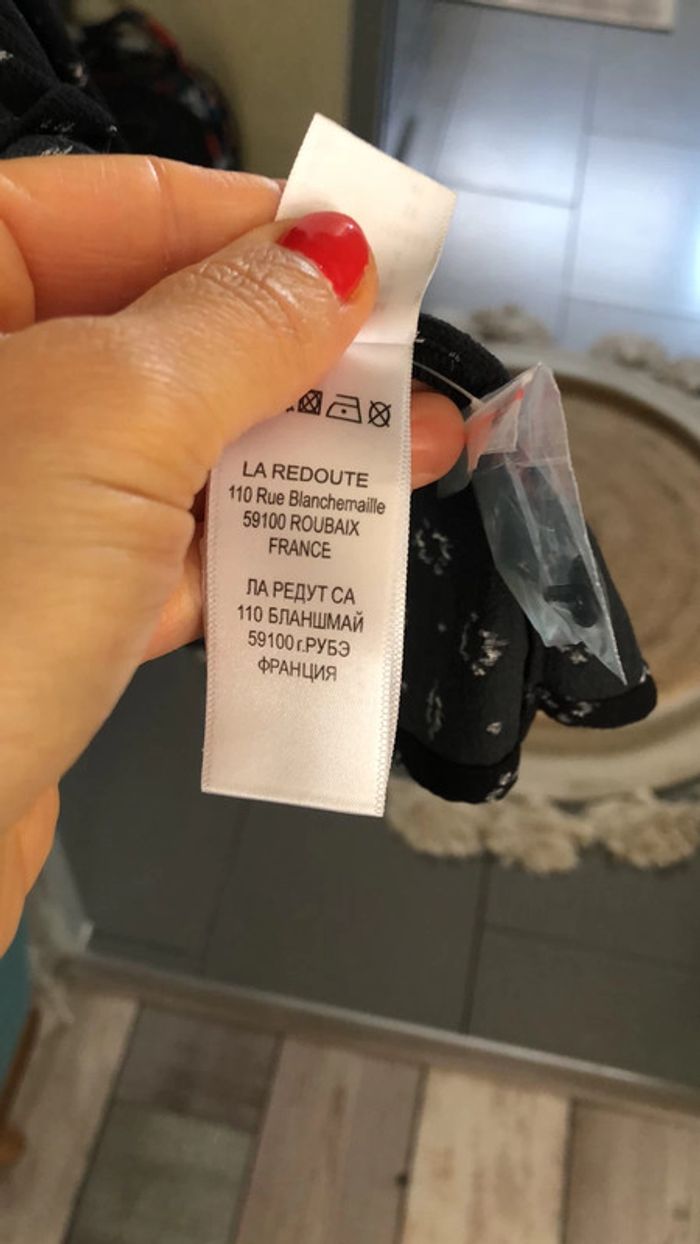 LA REDOUTE
110 Rue Blanchemaille
59100 ROUBAIX
FRANCE
ЛА РЕДУТ СА
110 БЛАНШМАЙ
59100 г.РУБЭ
ФРАНЦИЯ